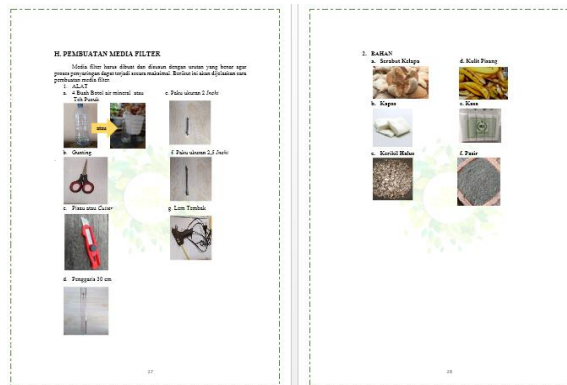 H. PEMBUATAN MEDIA FILTER
Media filter harus dibuat dan disusun dengan urutan yang benar agar
proses penyaringan dapat terjadi secara maksimal. Berikut ini akan dijelaskan cara
pembuatan media filter.
1. ALAT
a. 4 Buah Botol air mineral atau
Teh Pucuk
atau
b. Gunting
c. Pisau atau Cutter
d. Penggaris 30 cm
e. Paku ukuran 2 Inchi
f. Paku ukuran 2,5 Inchi
g. Lem Tembak
27
2. BAHAN
a. Serabut Kelapa
b. Kapas
c. Kerikil Halus
d. Kulit Pisang
e. Kasa
f. Pasir
28